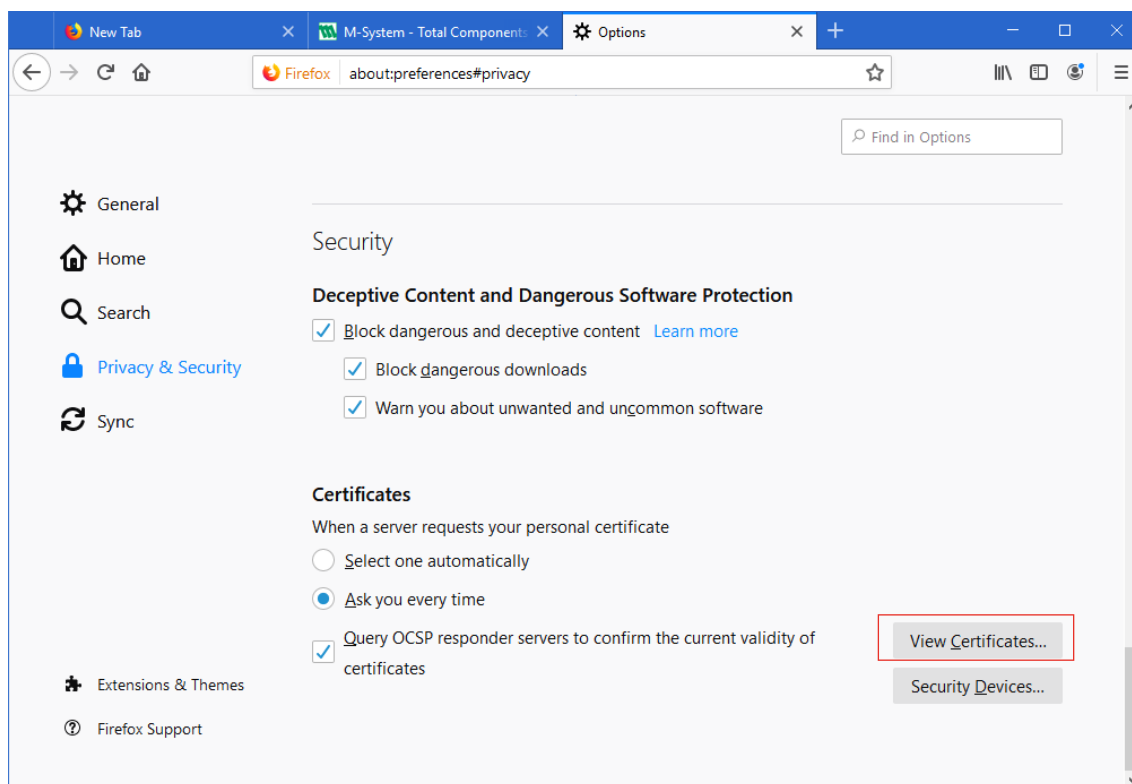 New Tab
M-System - Total Components
Options
Firefox
about:preferences#privacy
Find in Options
General
Home
Search
Privacy & Security
Sync
Extensions & Themes
Firefox Support
Security
Deceptive Content and Dangerous Software Protection
Block dangerous and deceptive content Learn more
Block dangerous downloads
Warn you about unwanted and uncommon software
Certificates
When a server requests your personal certificate
Select one automatically
Ask you every time
Query OCSP responder servers to confirm the current validity of
certificates
View Certificates...
Security Devices...